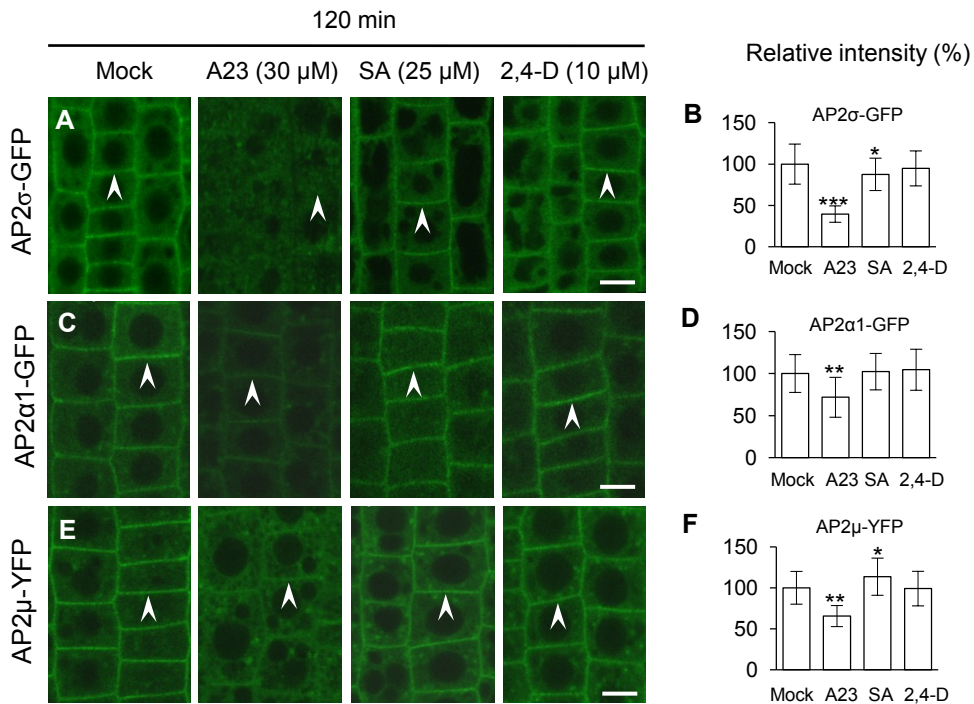 120 min
Mock A23 (30 µM) SA (25 µM) 2,4-D (10 µM)
Relative intensity (%)
AP2σ-GFP
A
B
AP2σ-GFP
150
100
50
0
***
*
Mock A23 SA 2,4-D
AP2α1-GFP
C
D
AP2α1-GFP
150
100
50
0
**
Mock A23 SA 2,4-D
AP2µ-YFP
E
F
AP2µ-YFP
150
100
50
0
**
*
Mock A23 SA 2,4-D